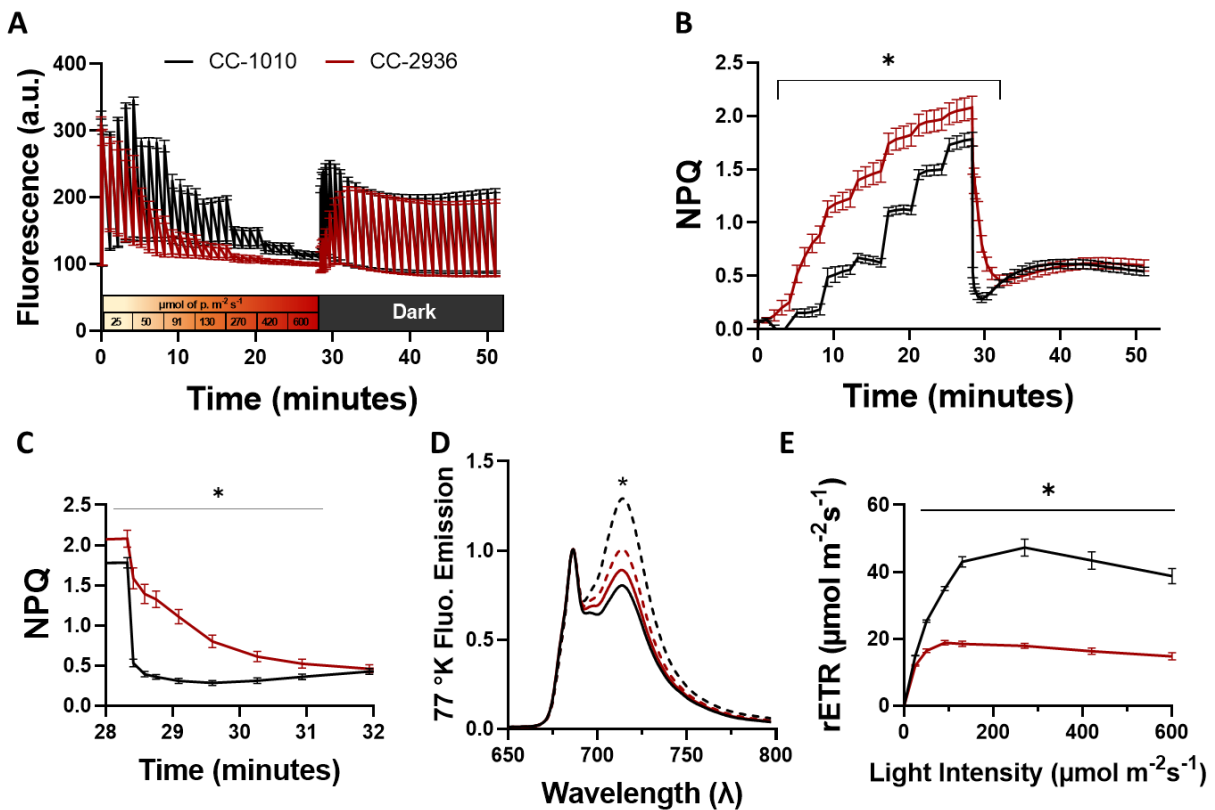 A
CC-1010 CC-2936
Fluorescence (a.u.)
400
300
200
100
0
µmol of p. m⁻² s⁻¹
25 50 91 130 270 420 600
Dark
0 10 20 30 40 50
Time (minutes)
B
*
NPQ
2.5
2.0
1.5
1.0
0.5
0.0
0 10 20 30 40 50
Time (minutes)
C
*
NPQ
2.5
2.0
1.5
1.0
0.5
0.0
28 29 30 31 32
Time (minutes)
D
*
77 °K Fluo. Emission
1.5
1.0
0.5
0.0
650 700 750 800
Wavelength (λ)
E
*
rETR (µmol m⁻²s⁻¹)
60
40
20
0
0 200 400 600
Light Intensity (µmol m⁻²s⁻¹)